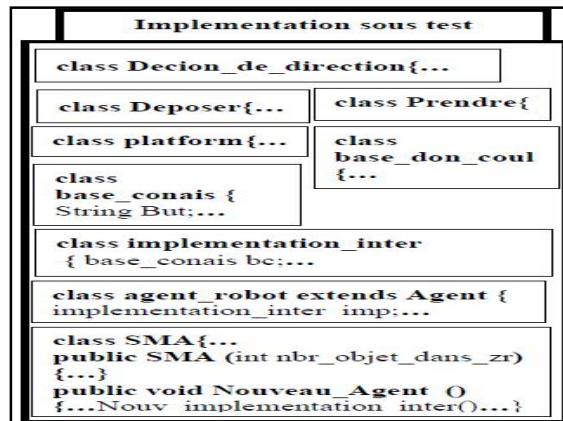 Implementation sous test
class Decion_de_direction{...
class Deposer{...
class Prendre{
class platform{...
class
base_don_coul
{...
class
base_conais {
String But;...
class implementation_inter
{ base_conais bc;...
class agent_robot extends Agent {
implementation_inter imp;...
class SMA{...
public SMA (int nbr_objet_dans_zr)
{...}
public void Nouveau_Agent ()
{...Nouv implementation inter()...}